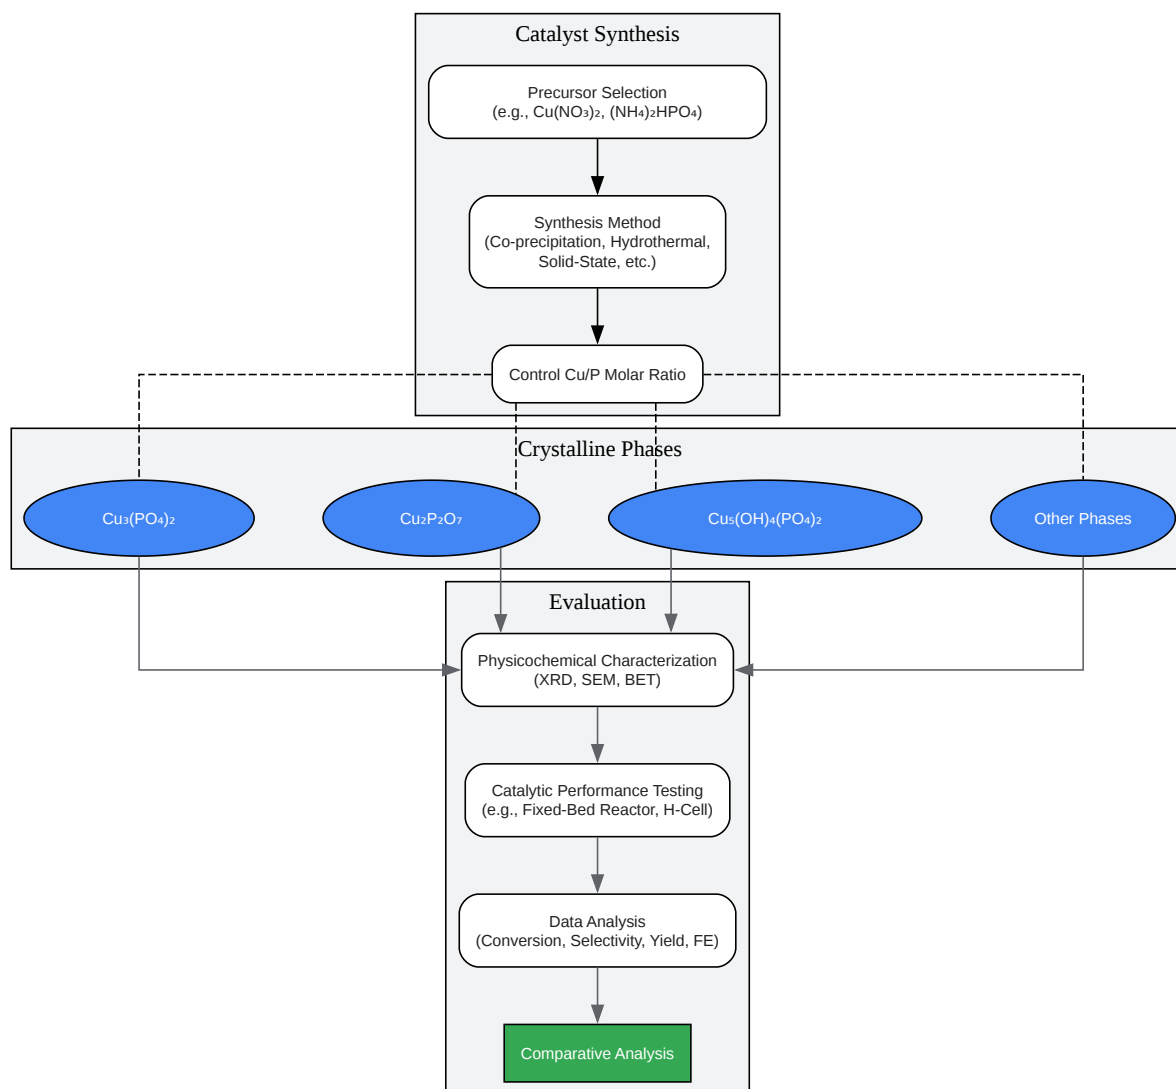 Catalyst Synthesis
Precursor Selection
(e.g., Cu(NO₃)₂, (NH₄)₂HPO₄)
Synthesis Method
(Co-precipitation, Hydrothermal,
Solid-State, etc.)
Control Cu/P Molar Ratio
Crystalline Phases
Cu₃(PO₄)₂
Cu₂P₂O₇
Cu₅(OH)₄(PO₄)₂
Other Phases
Evaluation
Physicochemical Characterization
(XRD, SEM, BET)
Catalytic Performance Testing
(e.g., Fixed-Bed Reactor, H-Cell)
Data Analysis
(Conversion, Selectivity, Yield, FE)
Comparative Analysis